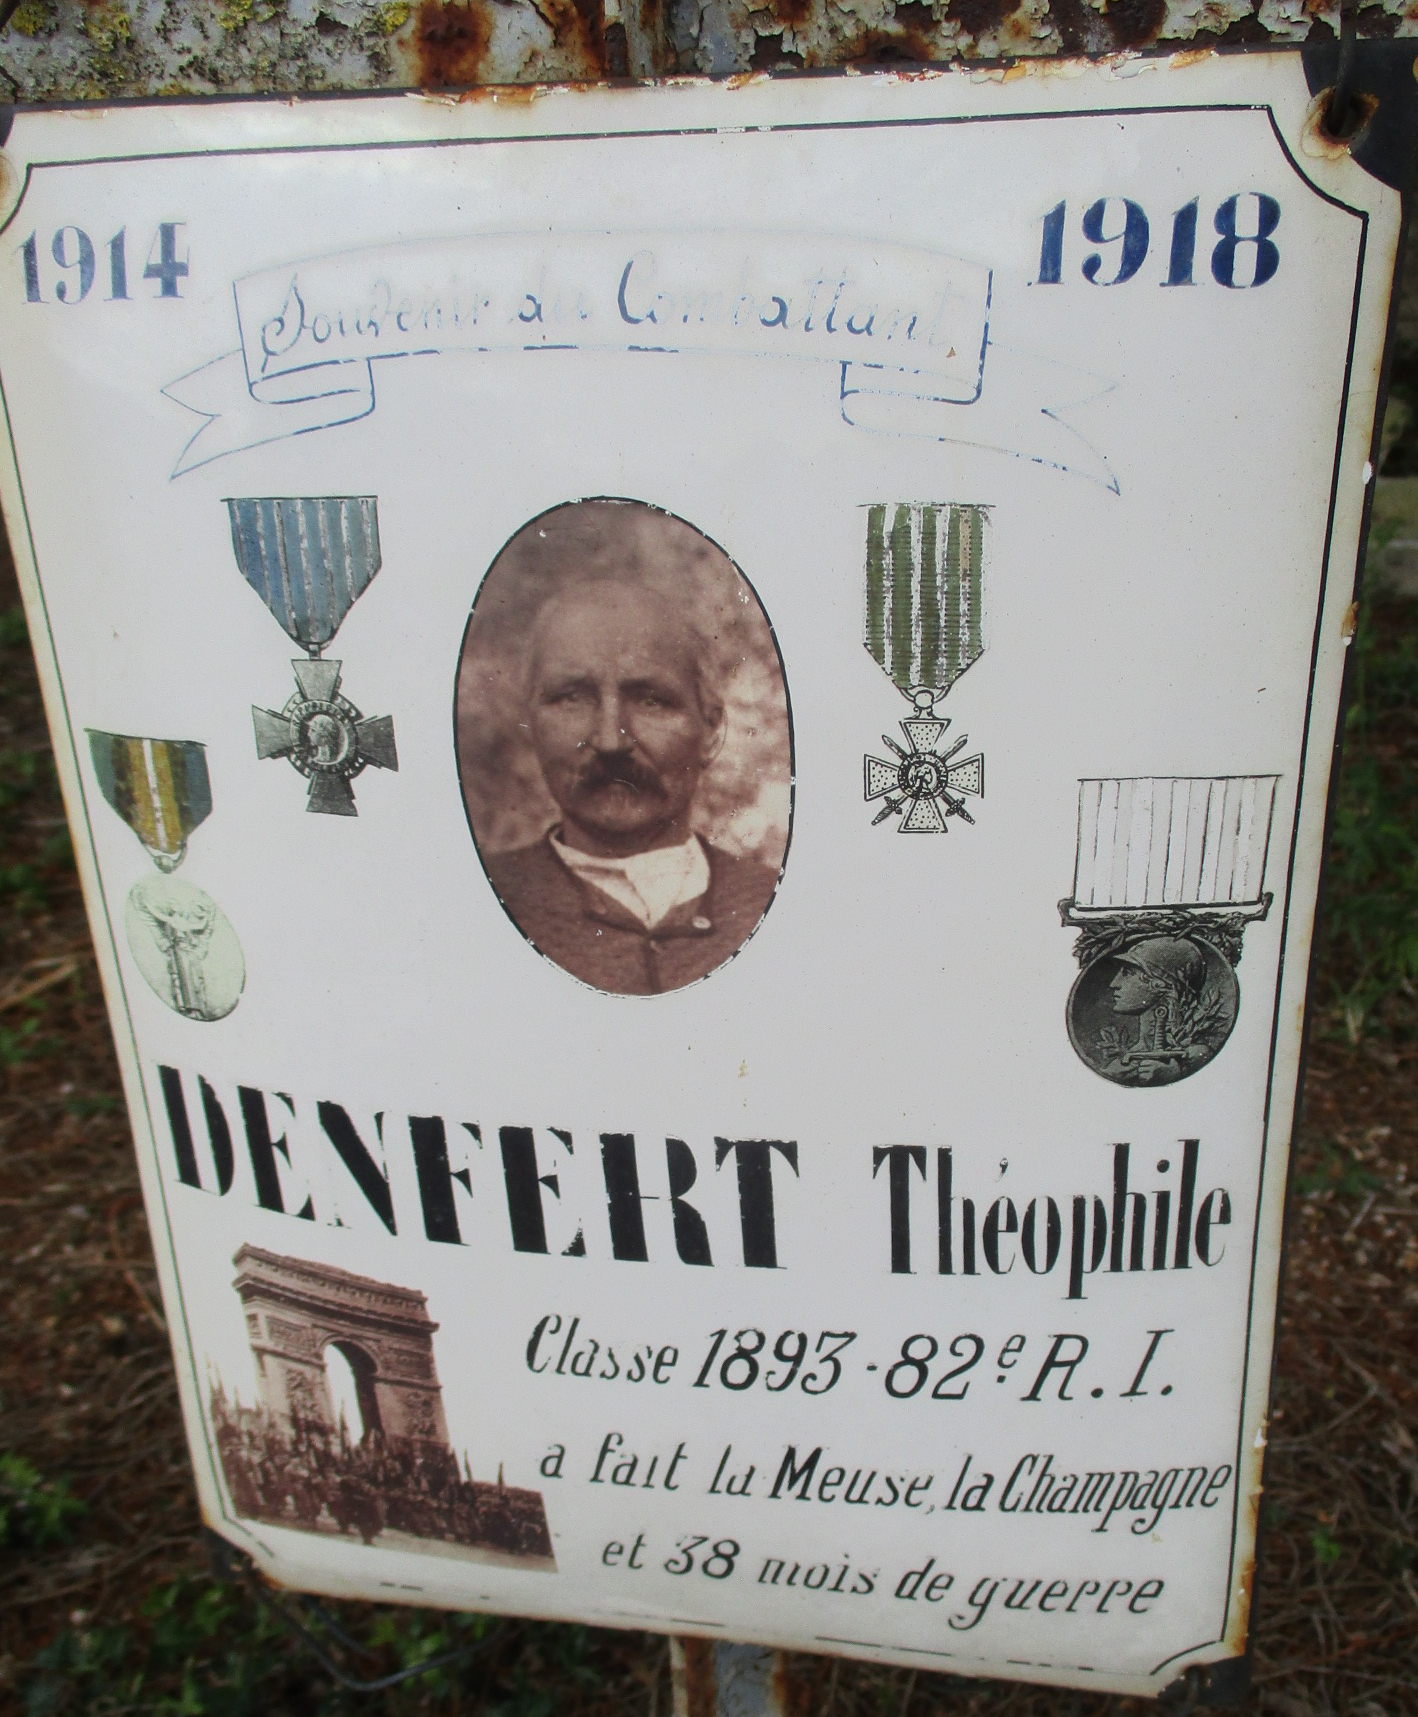 1914 1918
Souvenir du Combattant
DENFERT Théophile
Classe 1893 - 82e R. I.
a fait la Meuse, la Champagne
et 38 mois de guerre